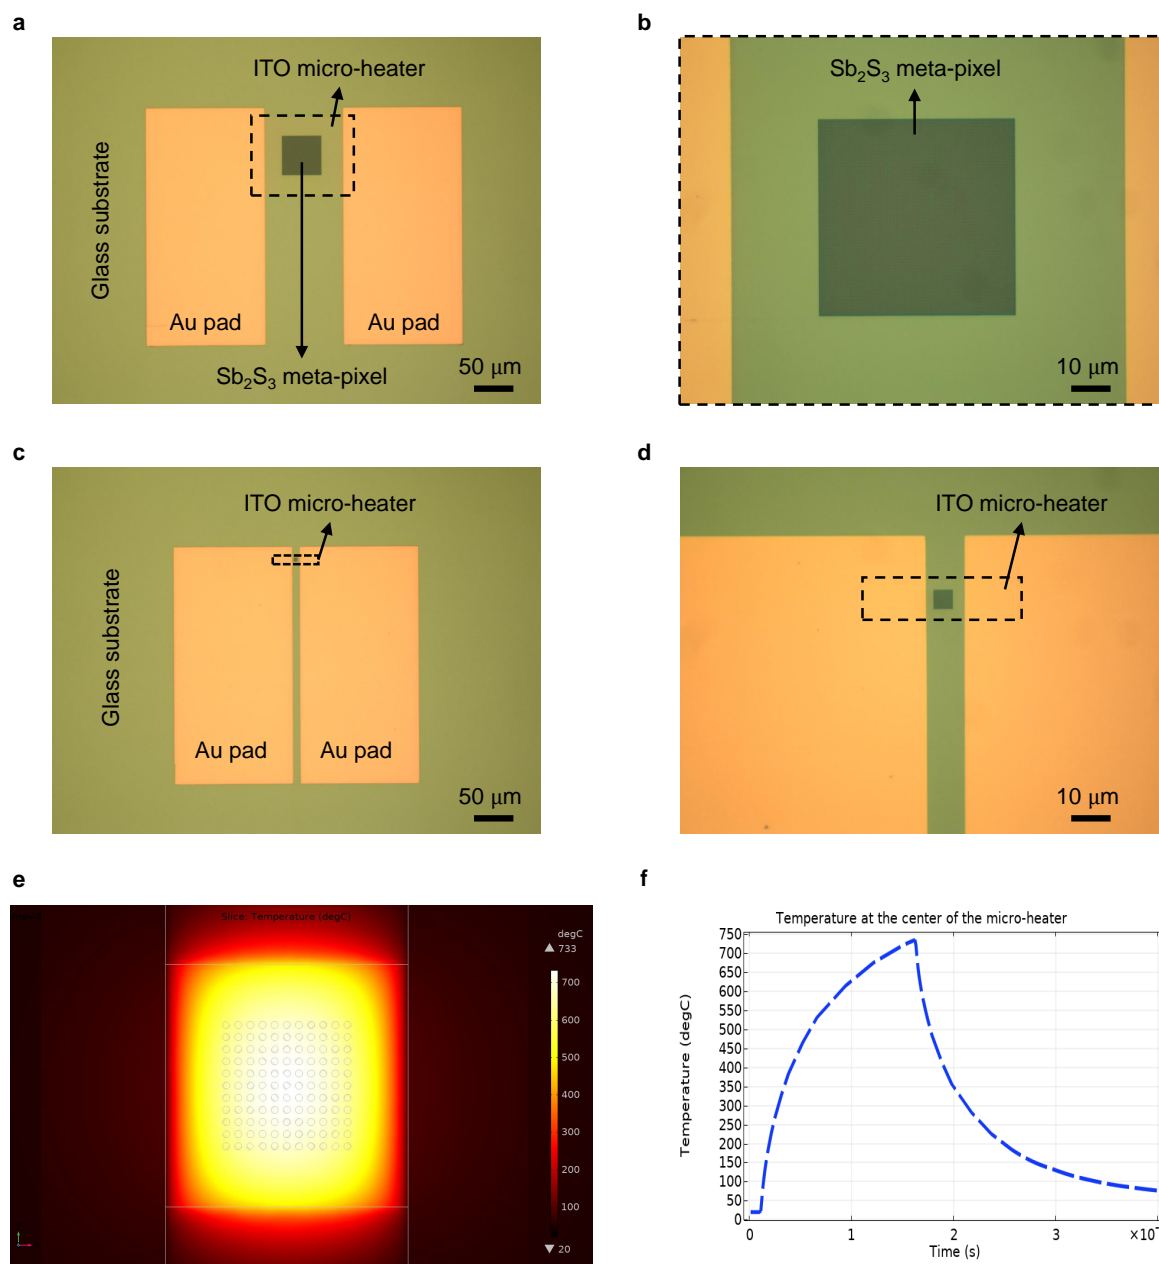 a
ITO micro-heater
Glass substrate
Au pad
Au pad
Sb₂S₃ meta-pixel
50 μm
b
Sb₂S₃ meta-pixel
10 μm
c
ITO micro-heater
Glass substrate
Au pad
Au pad
50 μm
d
ITO micro-heater
10 μm
e
Slice: Temperature (degC)
degC
▲ 733
700
600
500
400
300
200
100
▼ 20
f
Temperature at the center of the micro-heater
Temperature (degC)
750
700
650
600
550
500
450
400
350
300
250
200
150
100
50
0
0 1 2 3 ×10⁻
Time (s)